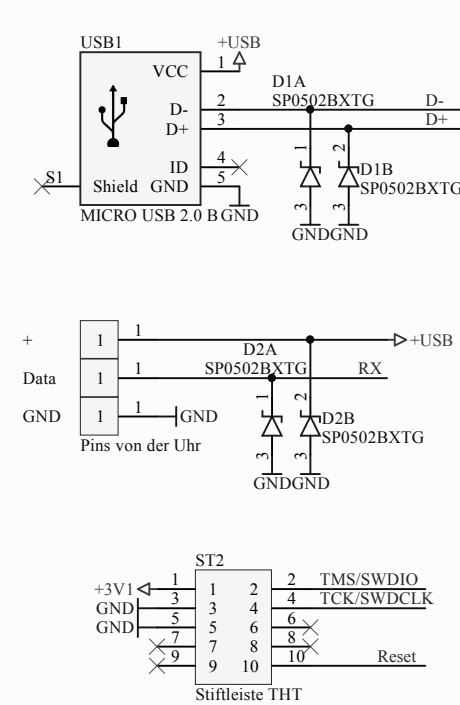 USB1
+USB
VCC
1
D1A
D-
2
SP0502BXTG
D-
D+
3
D+
1
2
ID
4
D1B
S1
Shield
GND
5
SP0502BXTG
MICRO USB 2.0 B
GND
3
3
GND
GND
+
1
1
+USB
D2A
Data
1
1
SP0502BXTG
RX
1
2
GND
1
1
GND
D2B
SP0502BXTG
Pins von der Uhr
3
3
GND
GND
ST2
+3V1
1
1
2
2
TMS/SWDIO
GND
3
3
4
4
TCK/SWDCLK
GND
5
5
6
6
7
7
8
8
9
9
10
10
Reset
Stiftleiste THT